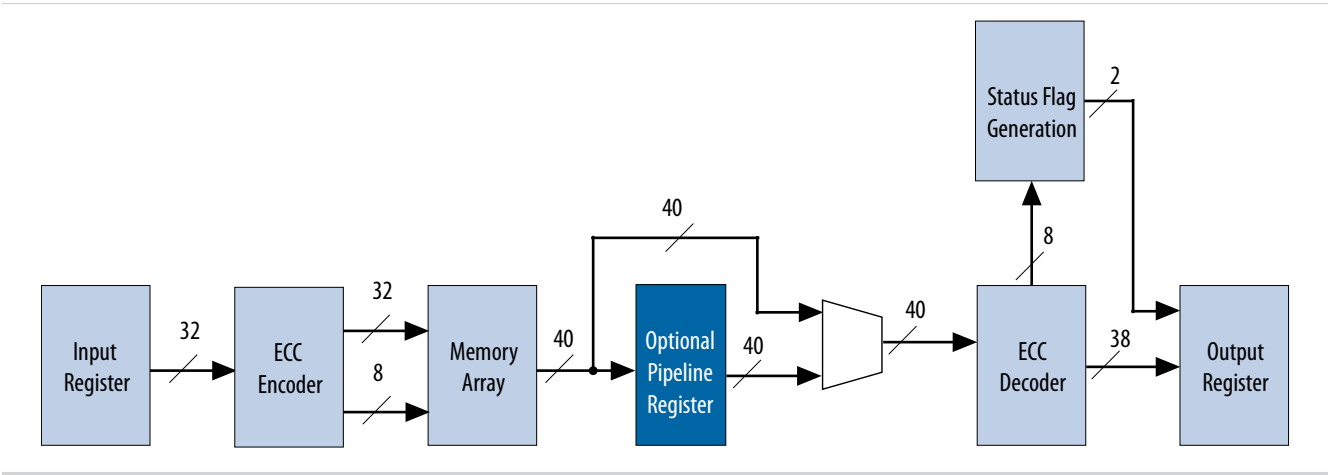 Input
Register
32
ECC
Encoder
32
8
Memory
Array
40
40
Optional
Pipeline
Register
40
40
ECC
Decoder
8
Status Flag
Generation
2
38
Output
Register